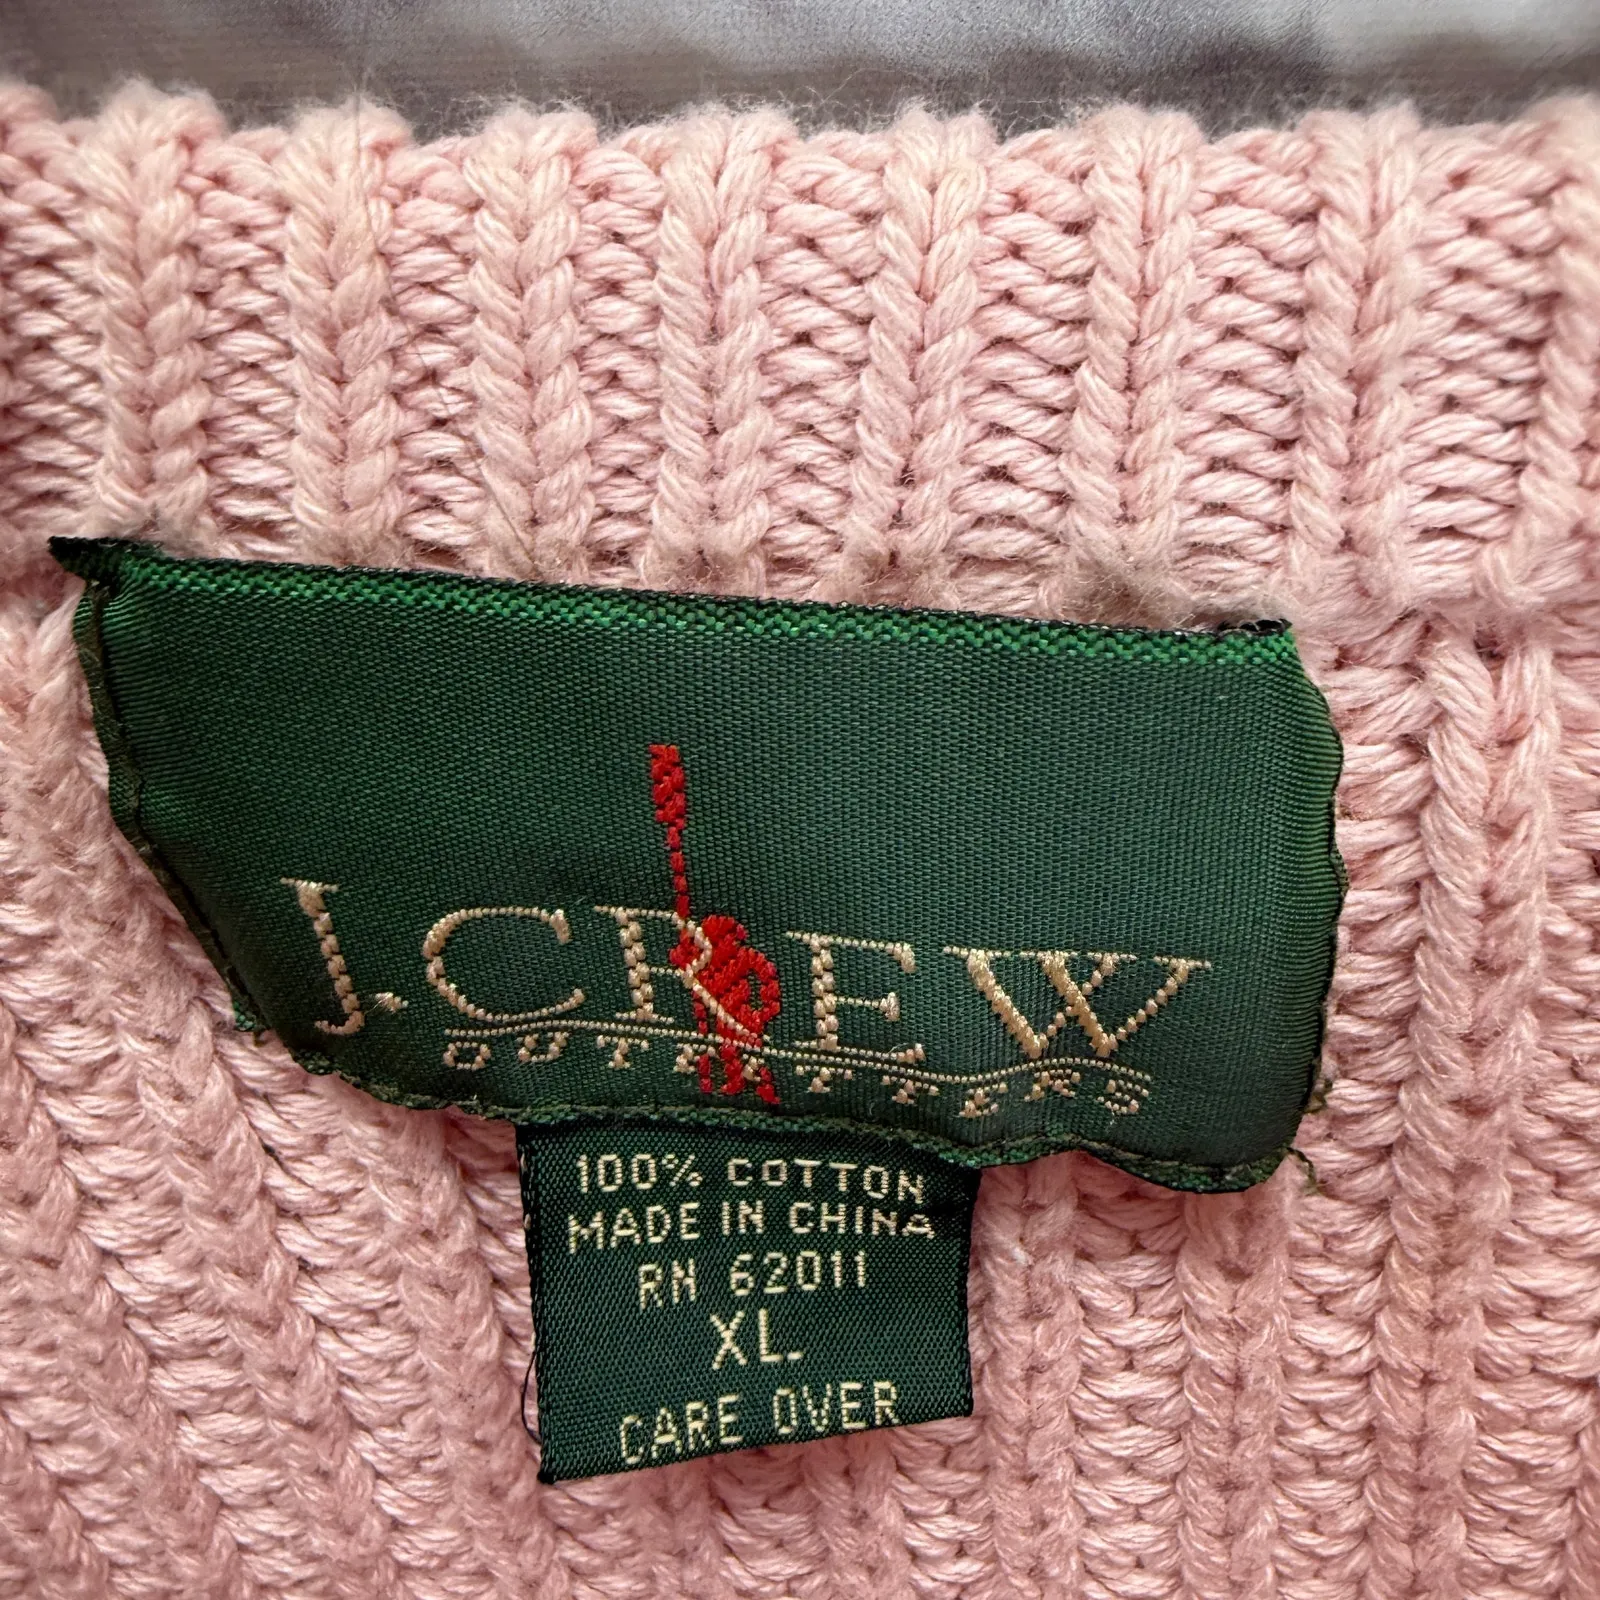 J.CREW
OUTFITTERS
100% COTTON
MADE IN CHINA
RN 62011
XL.
CARE OVER